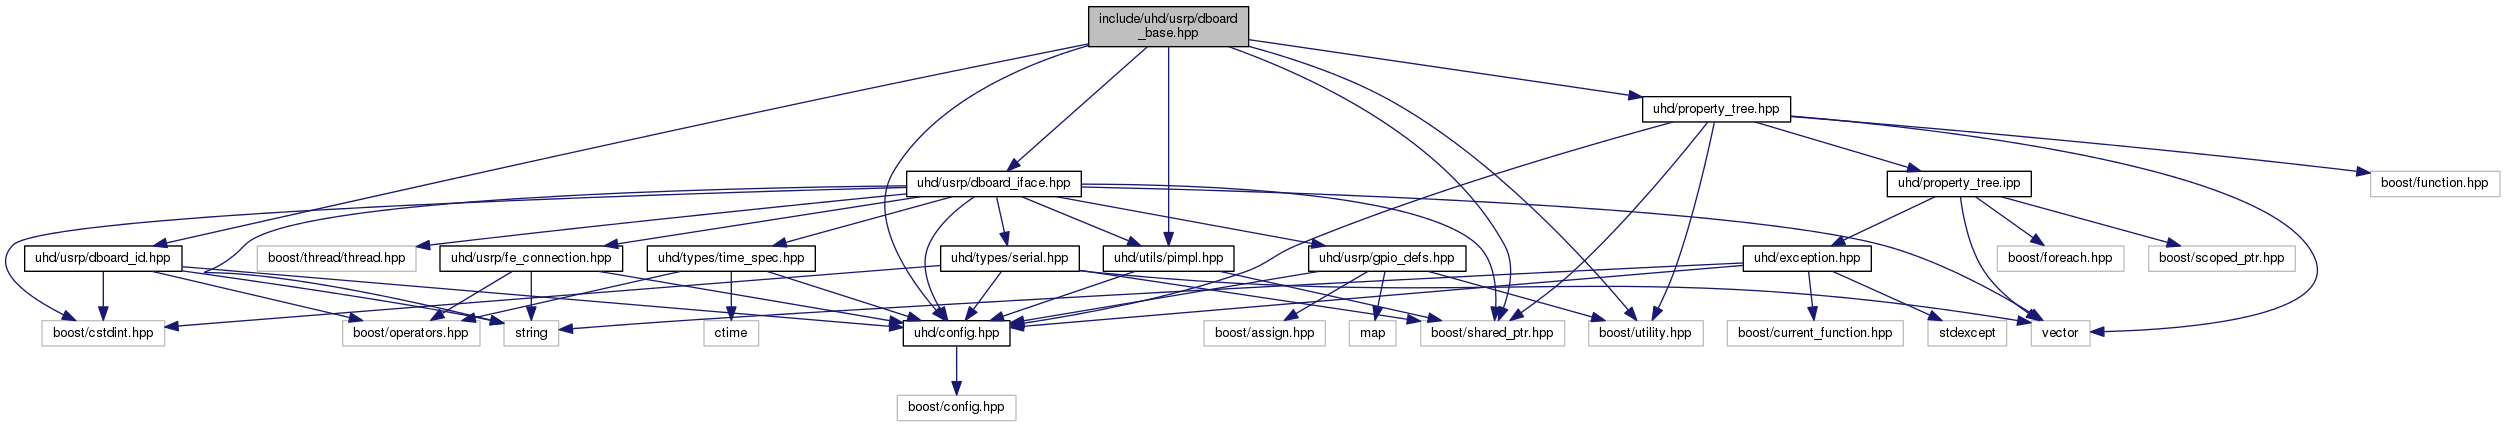 include/uhd/usrp/dboard
_base.hpp
uhd/property_tree.hpp
uhd/usrp/dboard_iface.hpp
uhd/property_tree.ipp
boost/function.hpp
uhd/usrp/dboard_id.hpp
boost/thread/thread.hpp
uhd/usrp/fe_connection.hpp
uhd/types/time_spec.hpp
uhd/types/serial.hpp
uhd/utils/pimpl.hpp
uhd/usrp/gpio_defs.hpp
uhd/exception.hpp
boost/foreach.hpp
boost/scoped_ptr.hpp
boost/cstdint.hpp
boost/operators.hpp
string
ctime
uhd/config.hpp
boost/assign.hpp
map
boost/shared_ptr.hpp
boost/utility.hpp
boost/current_function.hpp
stdexcept
vector
boost/config.hpp